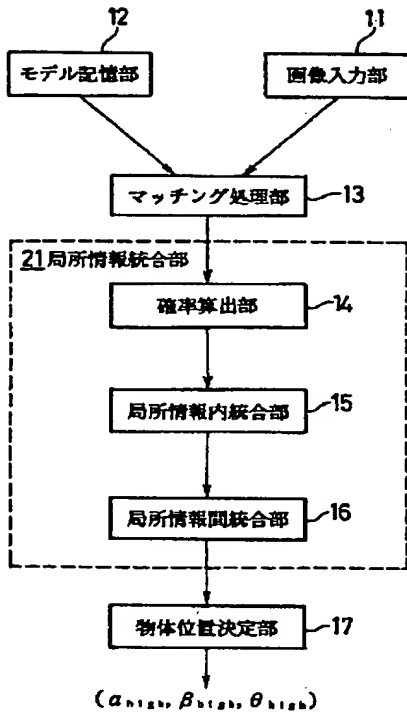 12
11
モデル記憶部
画像入力部
マッチング処理部
13
21 局所情報統合部
確率算出部
14
局所情報内統合部
15
局所情報間統合部
16
物体位置決定部
17
(αhigh, βhigh, θhigh)